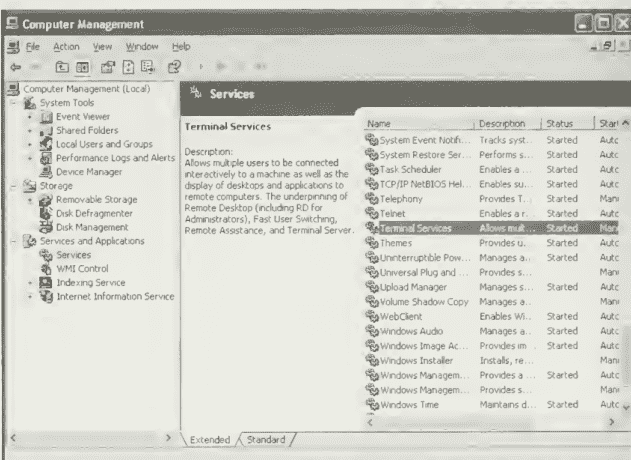 Computer Management
File Action View Window Help
Computer Management (Local)
System Tools
Event Viewer
Shared Folders
Local Users and Groups
Performance Logs and Alerts
Device Manager
Storage
Removable Storage
Disk Defragmenter
Disk Management
Services and Applications
Services
WMI Control
Indexing Service
Internet Information Service
Services
Terminal Services
Description:
Allows multiple users to be connected
interactively to a machine as well as the
display of desktops and applications to
remote computers. The underpinning of
Remote Desktop (including RD for
Administrators), Fast User Switching,
Remote Assistance, and Terminal Server.
Name Description Status Start
System Event Notifi... Tracks syst... Started Autc
System Restore Ser... Performs s... Started Autc
Task Scheduler Enables a ... Started Autc
TCP/IP NetBIOS Hel... Enables su... Started Autc
Telephony Provides T... Started Man
Telnet Enables a r... Started Autc
Terminal Services Allows mult... Started Man
Themes Provides u... Started Autc
Uninterruptible Pow... Manages a... Started Autc
Universal Plug and ... Provides s... Man
Upload Manager Manages s... Started Autc
Volume Shadow Copy Manages a... Man
WebClient Enables Wi... Started Autc
Windows Audio Manages a... Started Autc
Windows Image Ac... Provides im... Started Autc
Windows Installer Installs, re... Man
Windows Managem... Provides a ... Started Autc
Windows Managem... Provides s... Man
Windows Time Maintains d... Started Autc
Extended Standard